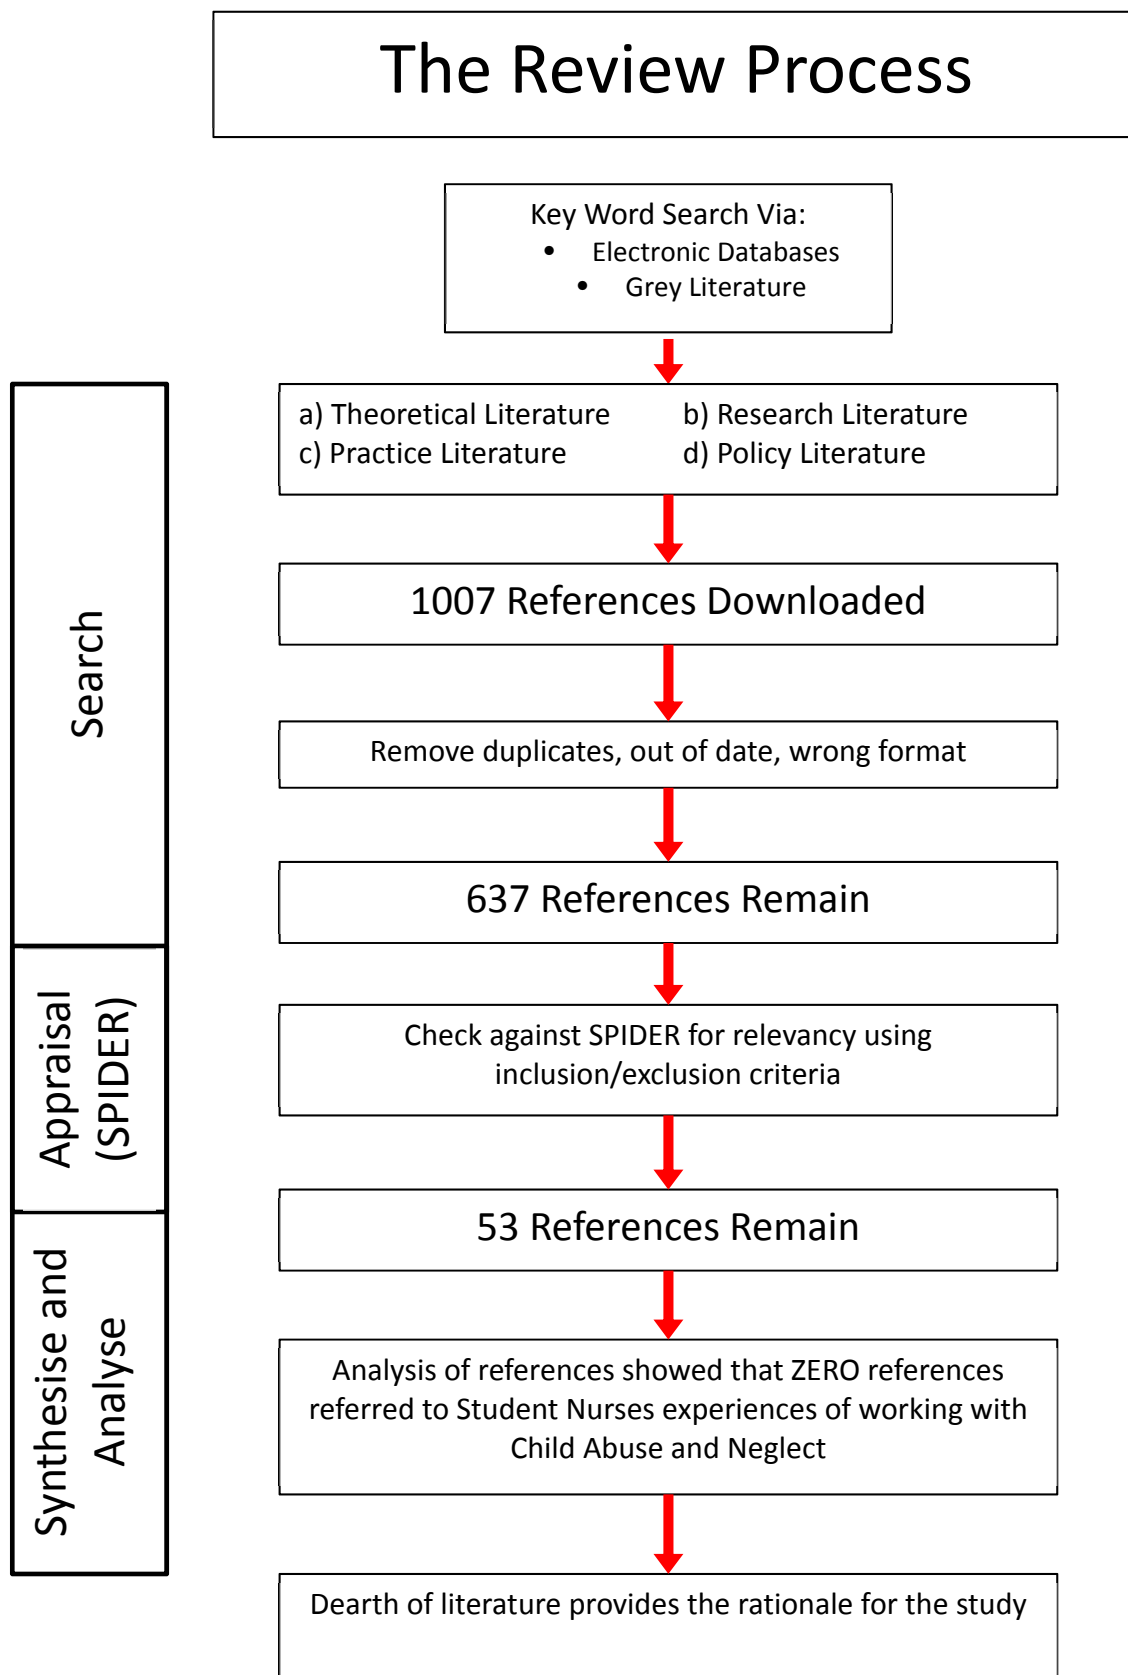 The Review Process
Key Word Search Via:
• Electronic Databases
• Grey Literature
a) Theoretical Literature b) Research Literature
c) Practice Literature d) Policy Literature
1007 References Downloaded
Remove duplicates, out of date, wrong format
637 References Remain
Search
Check against SPIDER for relevancy using
inclusion/exclusion criteria
Appraisal
(SPIDER)
53 References Remain
Analysis of references showed that ZERO references
referred to Student Nurses experiences of working with
Child Abuse and Neglect
Synthesise and
Analyse
Dearth of literature provides the rationale for the study